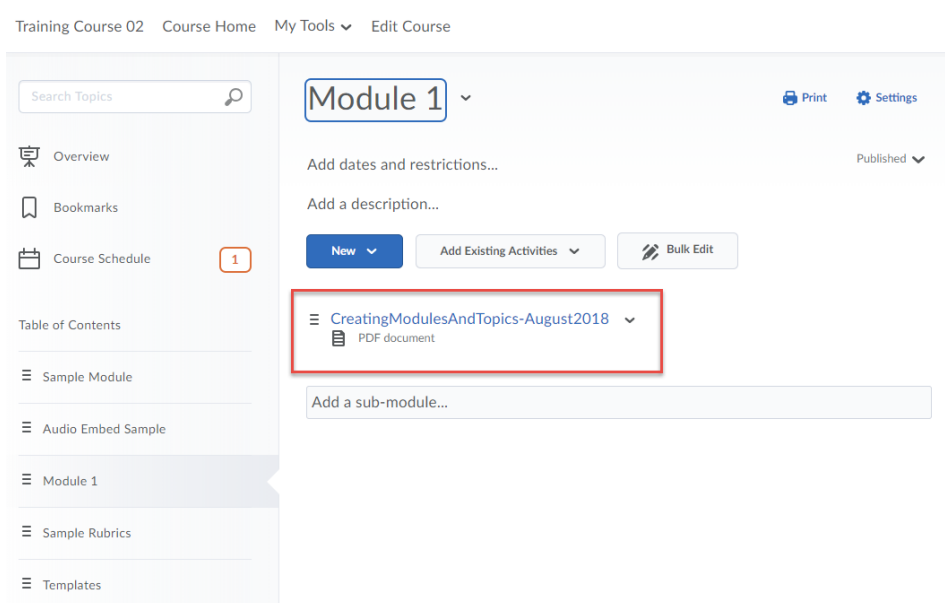 Training Course 02 Course Home My Tools Edit Course
Search Topics
Overview
Bookmarks
Course Schedule 1
Table of Contents
Sample Module
Audio Embed Sample
Module 1
Sample Rubrics
Templates
Module 1
Print Settings
Add dates and restrictions...
Published
Add a description...
New Add Existing Activities Bulk Edit
CreatingModulesAndTopics-August2018
PDF document
Add a sub-module...